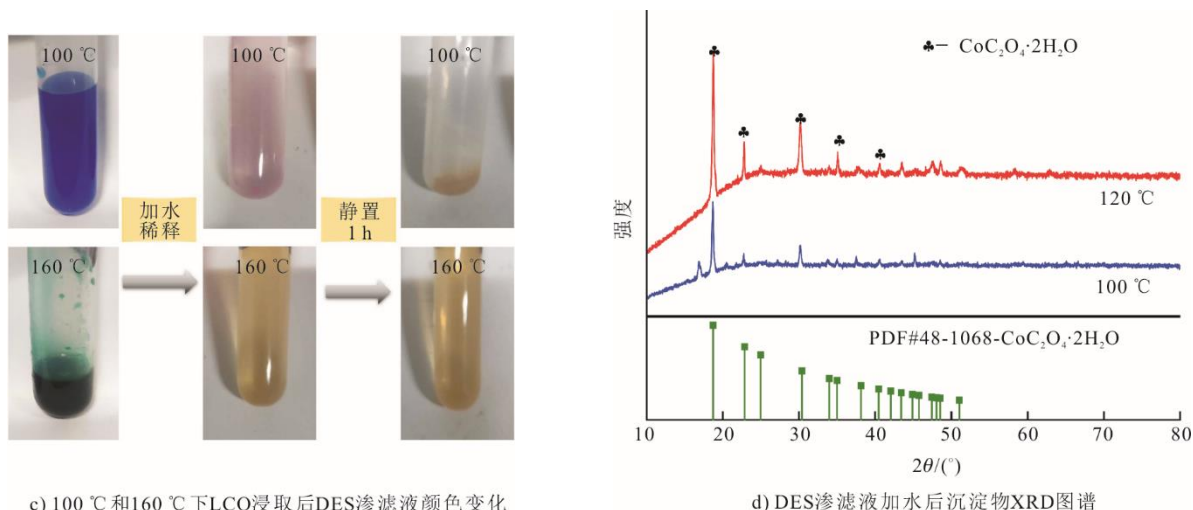 100 ℃
100 ℃
100 ℃
加水
稀释
静置
1 h
160 ℃
160 ℃
160 ℃
c) 100 ℃和160 ℃下LCO浸取后DES渗滤液颜色变化
♣— CoC₂O₄·2H₂O
120 ℃
100 ℃
PDF#48-1068-CoC₂O₄·2H₂O
强度
10 20 30 40 50 60 70 80
2θ/(°)
d) DES渗滤液加水后沉淀物XRD图谱